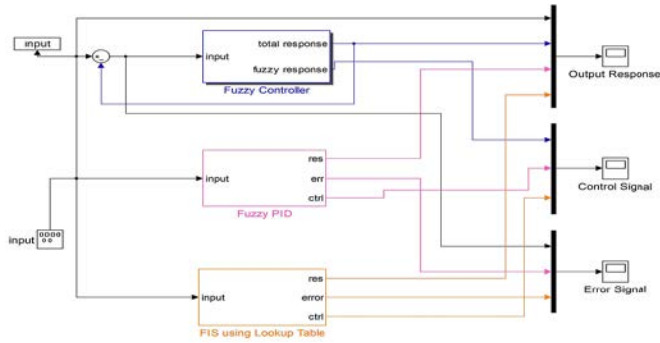 input
input
total response
fuzzy response
Fuzzy Controller
Output Response
input
res
err
ctrl
Fuzzy PID
Control Signal
input
input
res
error
ctrl
FIS using Lookup Table
Error Signal